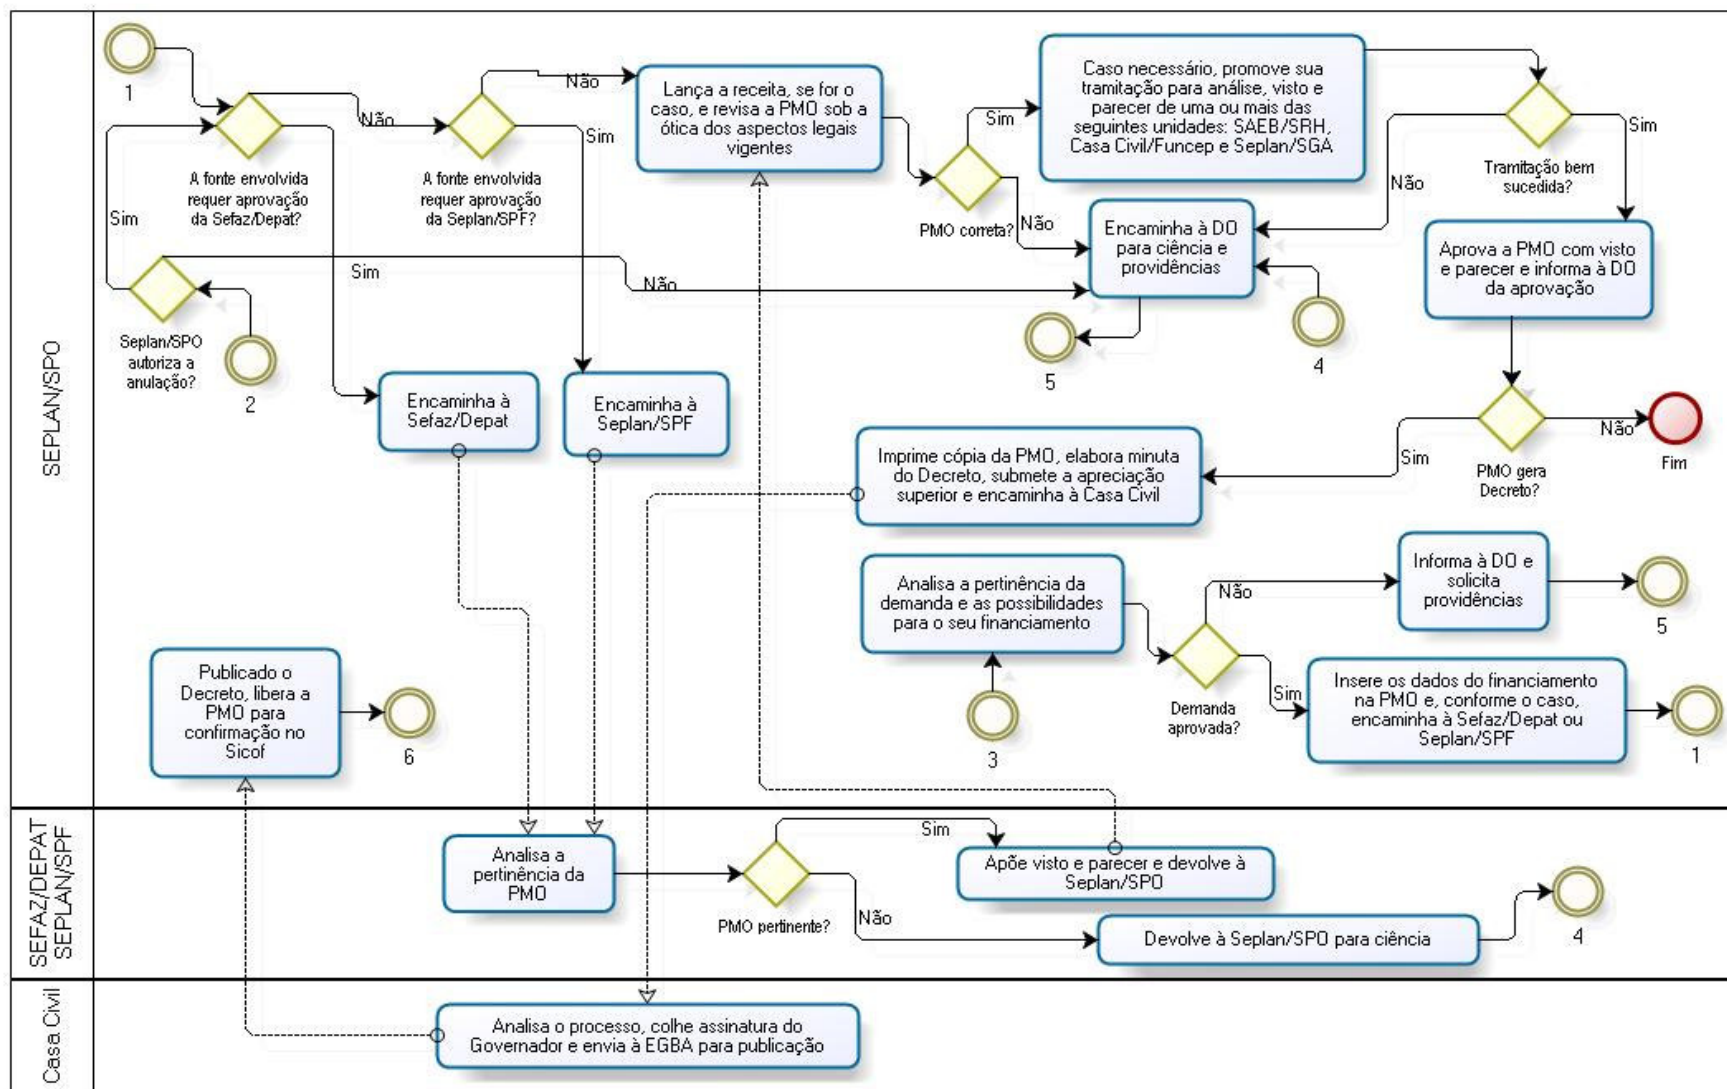 SEPLAN/SPO
1
A fonte envolvida
requer aprovação
da Sefaz/Depat?
Não
A fonte envolvida
requer aprovação
da Seplan/SPF?
Não
Sim
Lança a receita, se for o
caso, e revisa a PMO sob a
ótica dos aspectos legais
vigentes
PMO correta?
Sim
Não
Caso necessário, promove sua
tramitação para análise, visto e
parecer de uma ou mais das
seguintes unidades: SAEB/SRH,
Casa Civil/Funcep e Seplan/SGA
Tramitação bem
sucedida?
Não
Sim
Sim
Sim
Não
Seplan/SPO
autoriza a
anulação?
2
Encaminha à DO
para ciência e
providências
5
4
Aprova a PMO com visto
e parecer e informa à DO
da aprovação
Encaminha à
Sefaz/Depat
Encaminha à
Seplan/SPF
PMO gera
Decreto?
Sim
Não
Fim
Imprime cópia da PMO, elabora minuta
do Decreto, submete a apreciação
superior e encaminha à Casa Civil
Analisa a pertinência da
demanda e as possibilidades
para o seu financiamento
3
Demanda
aprovada?
Não
Sim
Informa à DO e
solicita
providências
5
Insere os dados do financiamento
na PMO e, conforme o caso,
encaminha à Sefaz/Depat ou
Seplan/SPF
1
Publicado o
Decreto, libera a
PMO para
confirmação no
Sicof
6
SEFAZ/DEPAT
SEPLAN/SPF
Analisa a
pertinência da
PMO
PMO pertinente?
Sim
Não
Apõe visto e parecer e devolve à
Seplan/SPO
Devolve à Seplan/SPO para ciência
4
Casa Civil
Analisa o processo, colhe assinatura do
Governador e envia à EGBA para publicação